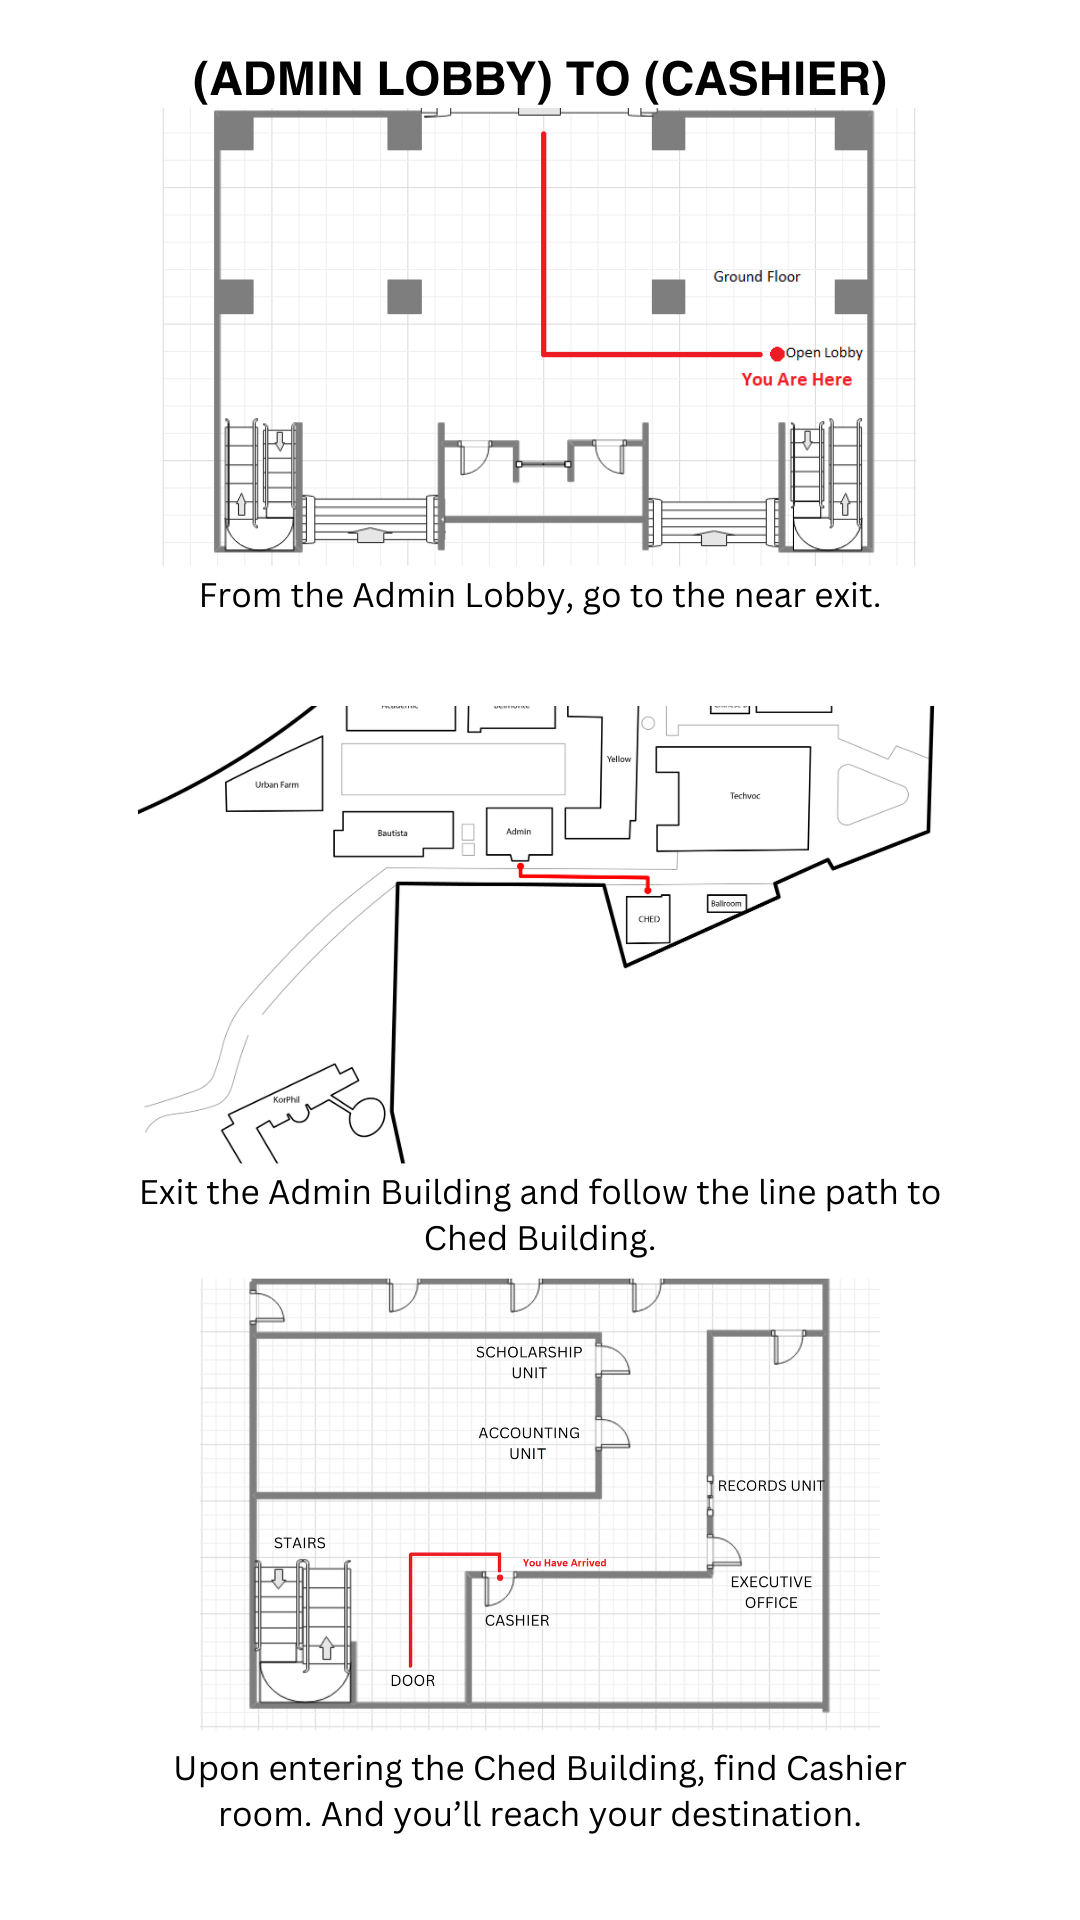 (ADMIN LOBBY) TO (CASHIER)
Ground Floor
Open Lobby
You Are Here
From the Admin Lobby, go to the near exit.
Academic
Belmonte
Yellow
Urban Farm
Techvoc
Bautista
Admin
CHED
Ballroom
KorPhil
Exit the Admin Building and follow the line path to
Ched Building.
SCHOLARSHIP
UNIT
ACCOUNTING
UNIT
RECORDS UNIT
STAIRS
You Have Arrived
EXECUTIVE
OFFICE
CASHIER
DOOR
Upon entering the Ched Building, find Cashier
room. And you’ll reach your destination.